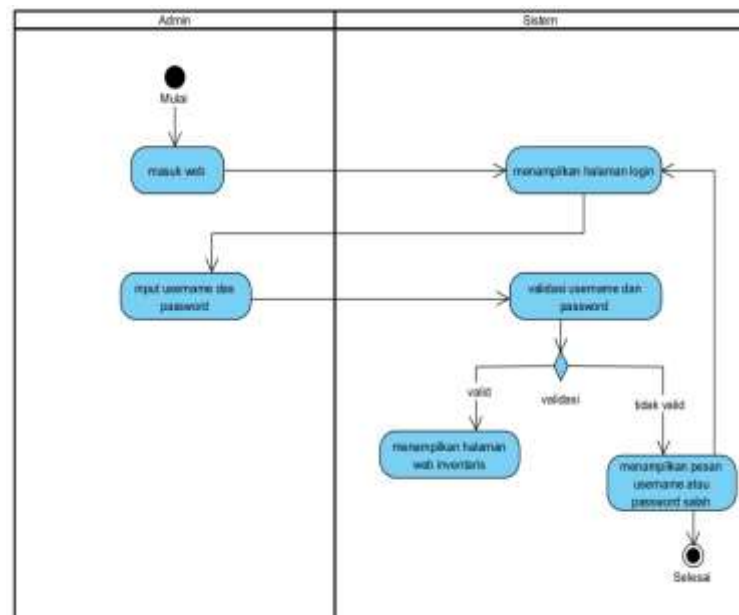 Admin
Sistem
Mulai
masuk web
menampilkan halaman login
input username dan
password
validasi username dan
password
valid
validasi
tidak valid
menampilkan halaman
web inventaris
menampilkan pesan
username atau
password salah
Selesai